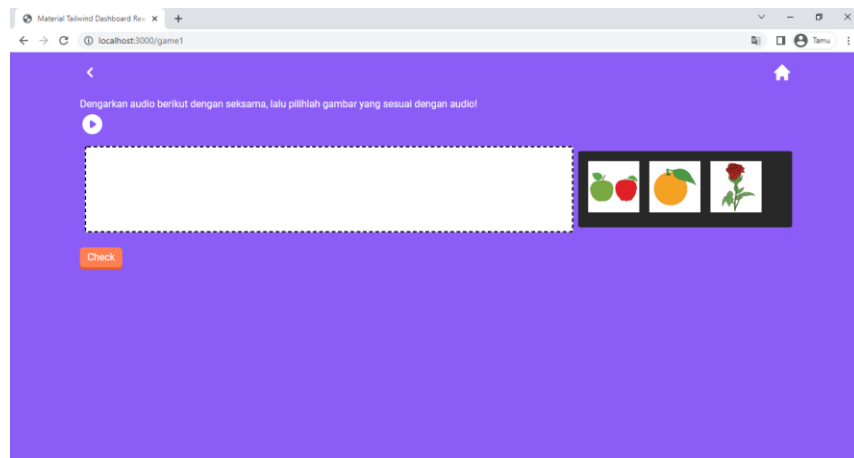 Material Tailwind Dashboard Rea
localhost:3000/game1
Tamu
Dengarkan audio berikut dengan seksama, lalu pilihlah gambar yang sesuai dengan audio!
Check